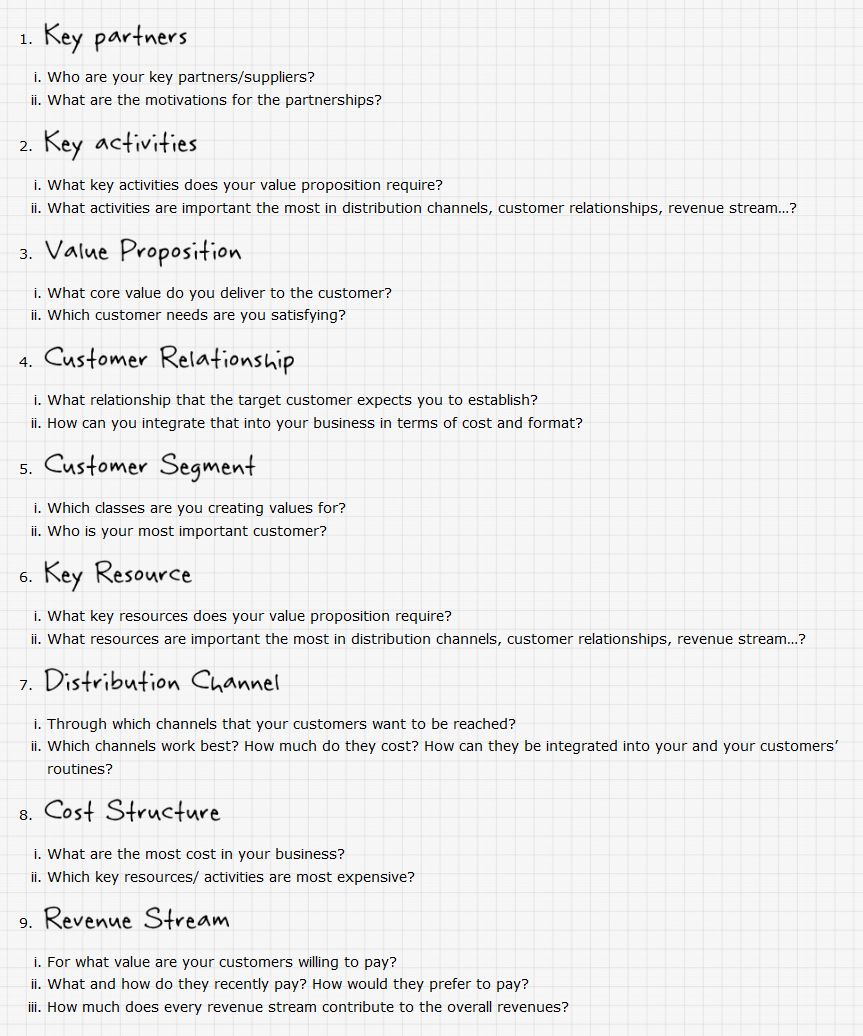 1. Key partners
i. Who are your key partners/suppliers?
ii. What are the motivations for the partnerships?
2. Key activities
i. What key activities does your value proposition require?
ii. What activities are important the most in distribution channels, customer relationships, revenue stream...?
3. Value Proposition
i. What core value do you deliver to the customer?
ii. Which customer needs are you satisfying?
4. Customer Relationship
i. What relationship that the target customer expects you to establish?
ii. How can you integrate that into your business in terms of cost and format?
5. Customer Segment
i. Which classes are you creating values for?
ii. Who is your most important customer?
6. Key Resource
i. What key resources does your value proposition require?
ii. What resources are important the most in distribution channels, customer relationships, revenue stream...?
7. Distribution Channel
i. Through which channels that your customers want to be reached?
ii. Which channels work best? How much do they cost? How can they be integrated into your and your customers’
routines?
8. Cost Structure
i. What are the most cost in your business?
ii. Which key resources/ activities are most expensive?
9. Revenue Stream
i. For what value are your customers willing to pay?
ii. What and how do they recently pay? How would they prefer to pay?
iii. How much does every revenue stream contribute to the overall revenues?